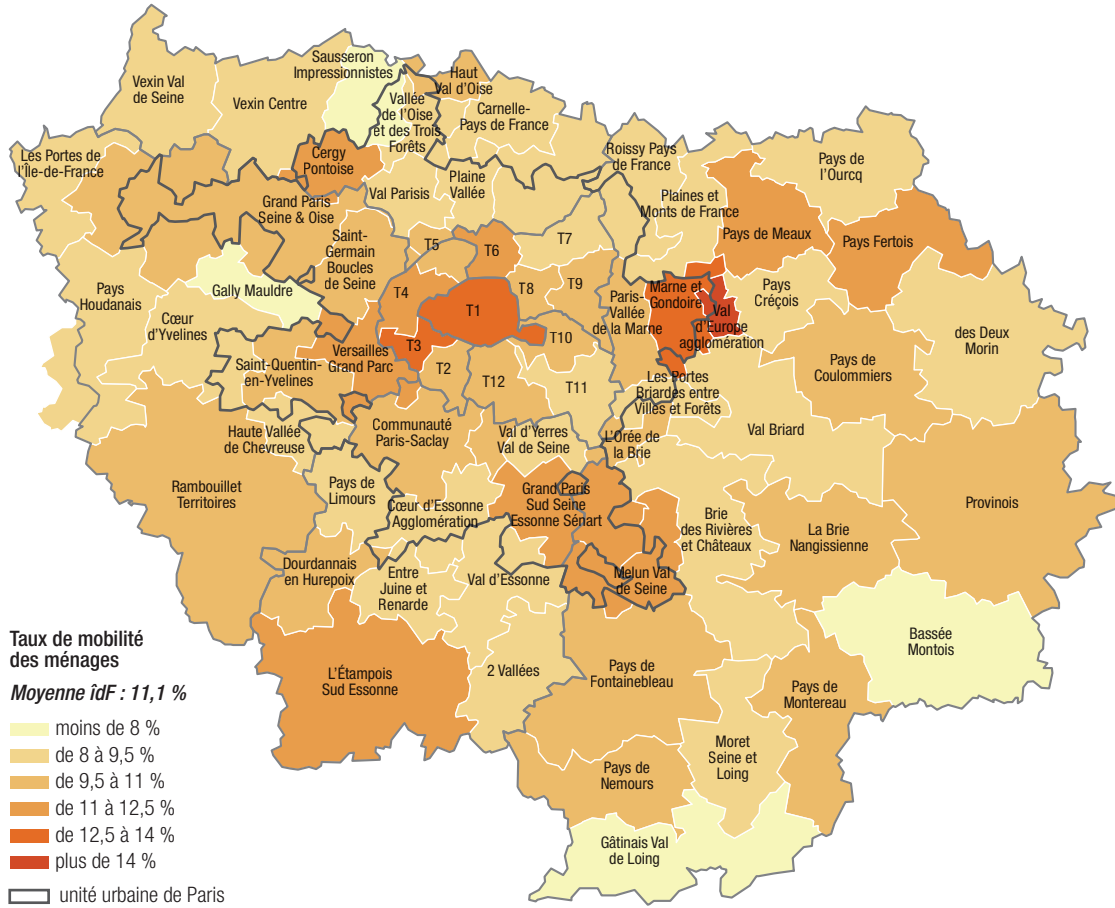 Vexin Val
de Seine
Vexin Centre
Sausseron
Impressionnistes
Haut
Val d'Oise
Vallée
de l'Oise
et des Trois
Forêts
Carnelle-
Pays de France
Les Portes de
l'Île-de-France
Cergy
Pontoise
Val Parisis
Plaine
Vallée
Roissy Pays
de France
Pays de
l'Ourcq
Plaines et
Monts de France
Grand Paris
Seine & Oise
Saint-
Germain
Boucles
de Seine
T5
T6
T7
Pays de Meaux
Pays Fertois
Pays
Houdanais
Gally Mauldre
T4
T8
T9
Paris-
Vallée
de la Marne
Marne et
Gondoire
Pays
Créçois
Cœur
d'Yvelines
T1
Val
d'Europe
agglomération
des Deux
Morin
Versailles
Grand Parc
T3
T10
Saint-Quentin-
en-Yvelines
T2
T12
T11
Les Portes
Briardes entre
Villes et Forêts
Pays de
Coulommiers
Haute Vallée
de Chevreuse
Communauté
Paris-Saclay
Val d'Yerres
Val de Seine
L'Orée de
la Brie
Val Briard
Rambouillet
Territoires
Pays de
Limours
Cœur d'Essonne
Agglomération
Grand Paris
Sud Seine
Essonne Sénart
Brie
des Rivières
et Châteaux
La Brie
Nangissienne
Provinois
Dourdannais
en Hurepoix
Entre
Juine et
Renarde
Val d'Essonne
Melun Val
de Seine
Bassée
Montois
L'Étampois
Sud Essonne
2 Vallées
Pays de
Fontainebleau
Pays de
Montereau
Moret
Seine et
Loing
Pays de
Nemours
Gâtinais Val
de Loing
Taux de mobilité
des ménages
Moyenne îdF : 11,1 %
moins de 8 %
de 8 à 9,5 %
de 9,5 à 11 %
de 11 à 12,5 %
de 12,5 à 14 %
plus de 14 %
unité urbaine de Paris